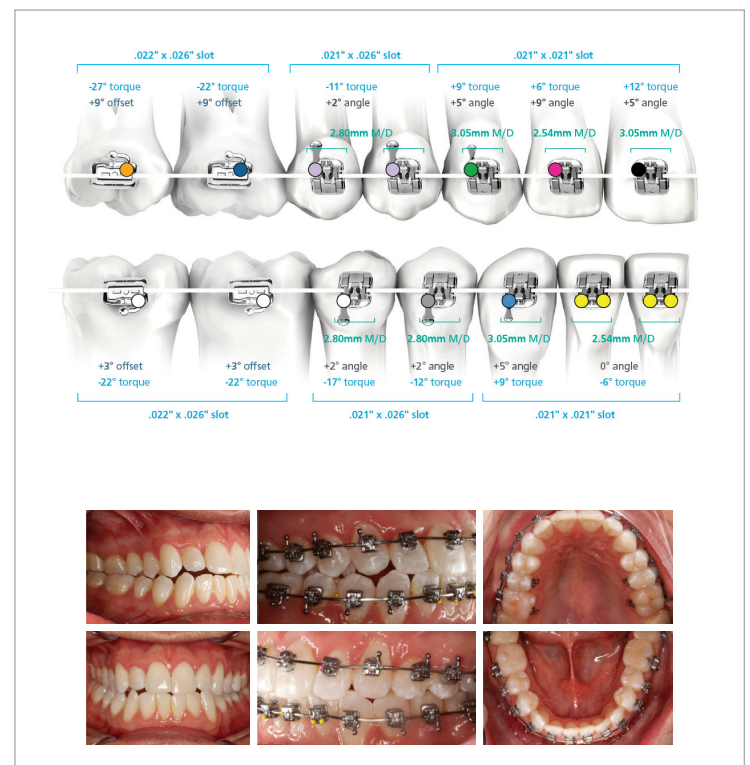 .022" x .026" slot .021" x .026" slot .021" x .021" slot
-27° torque -22° torque -11° torque +9° torque +6° torque +12° torque
+9° offset +9° offset +2° angle +5° angle +9° angle +5° angle
2.80mm M/D 3.05mm M/D 2.54mm M/D 3.05mm M/D
2.80mm M/D 2.80mm M/D 3.05mm M/D 2.54mm M/D
+3° offset +3° offset +2° angle +2° angle +5° angle 0° angle
-22° torque -22° torque -17° torque -12° torque +9° torque -6° torque
.022" x .026" slot .021" x .026" slot .021" x .021" slot